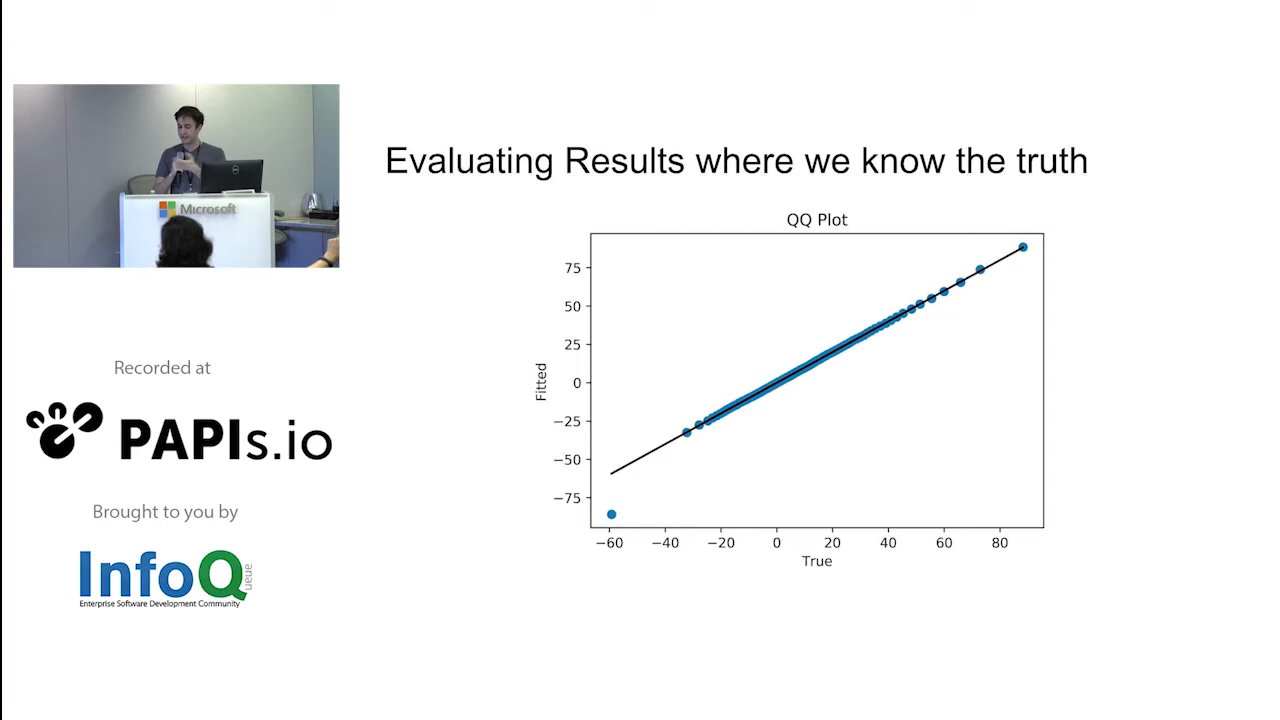 Evaluating Results where we know the truth
Microsoft
DELL
Recorded at
PAPIs.io
Brought to you by
InfoQueue
Enterprise Software Development Community
QQ Plot
Fitted
75
50
25
0
−25
−50
−75
−60 −40 −20 0 20 40 60 80
True